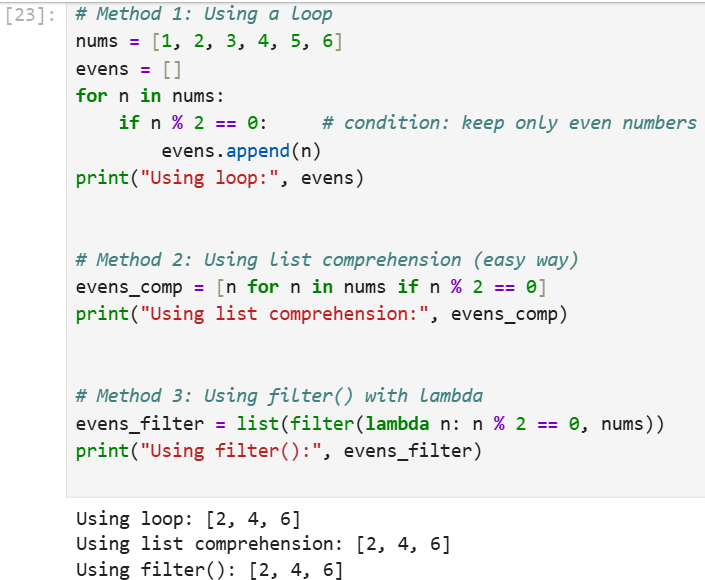 [23]:
# Method 1: Using a loop
nums = [1, 2, 3, 4, 5, 6]
evens = []
for n in nums:
    if n % 2 == 0:     # condition: keep only even numbers
        evens.append(n)
print("Using loop:", evens)
# Method 2: Using list comprehension (easy way)
evens_comp = [n for n in nums if n % 2 == 0]
print("Using list comprehension:", evens_comp)
# Method 3: Using filter() with lambda
evens_filter = list(filter(lambda n: n % 2 == 0, nums))
print("Using filter():", evens_filter)
Using loop: [2, 4, 6]
Using list comprehension: [2, 4, 6]
Using filter(): [2, 4, 6]